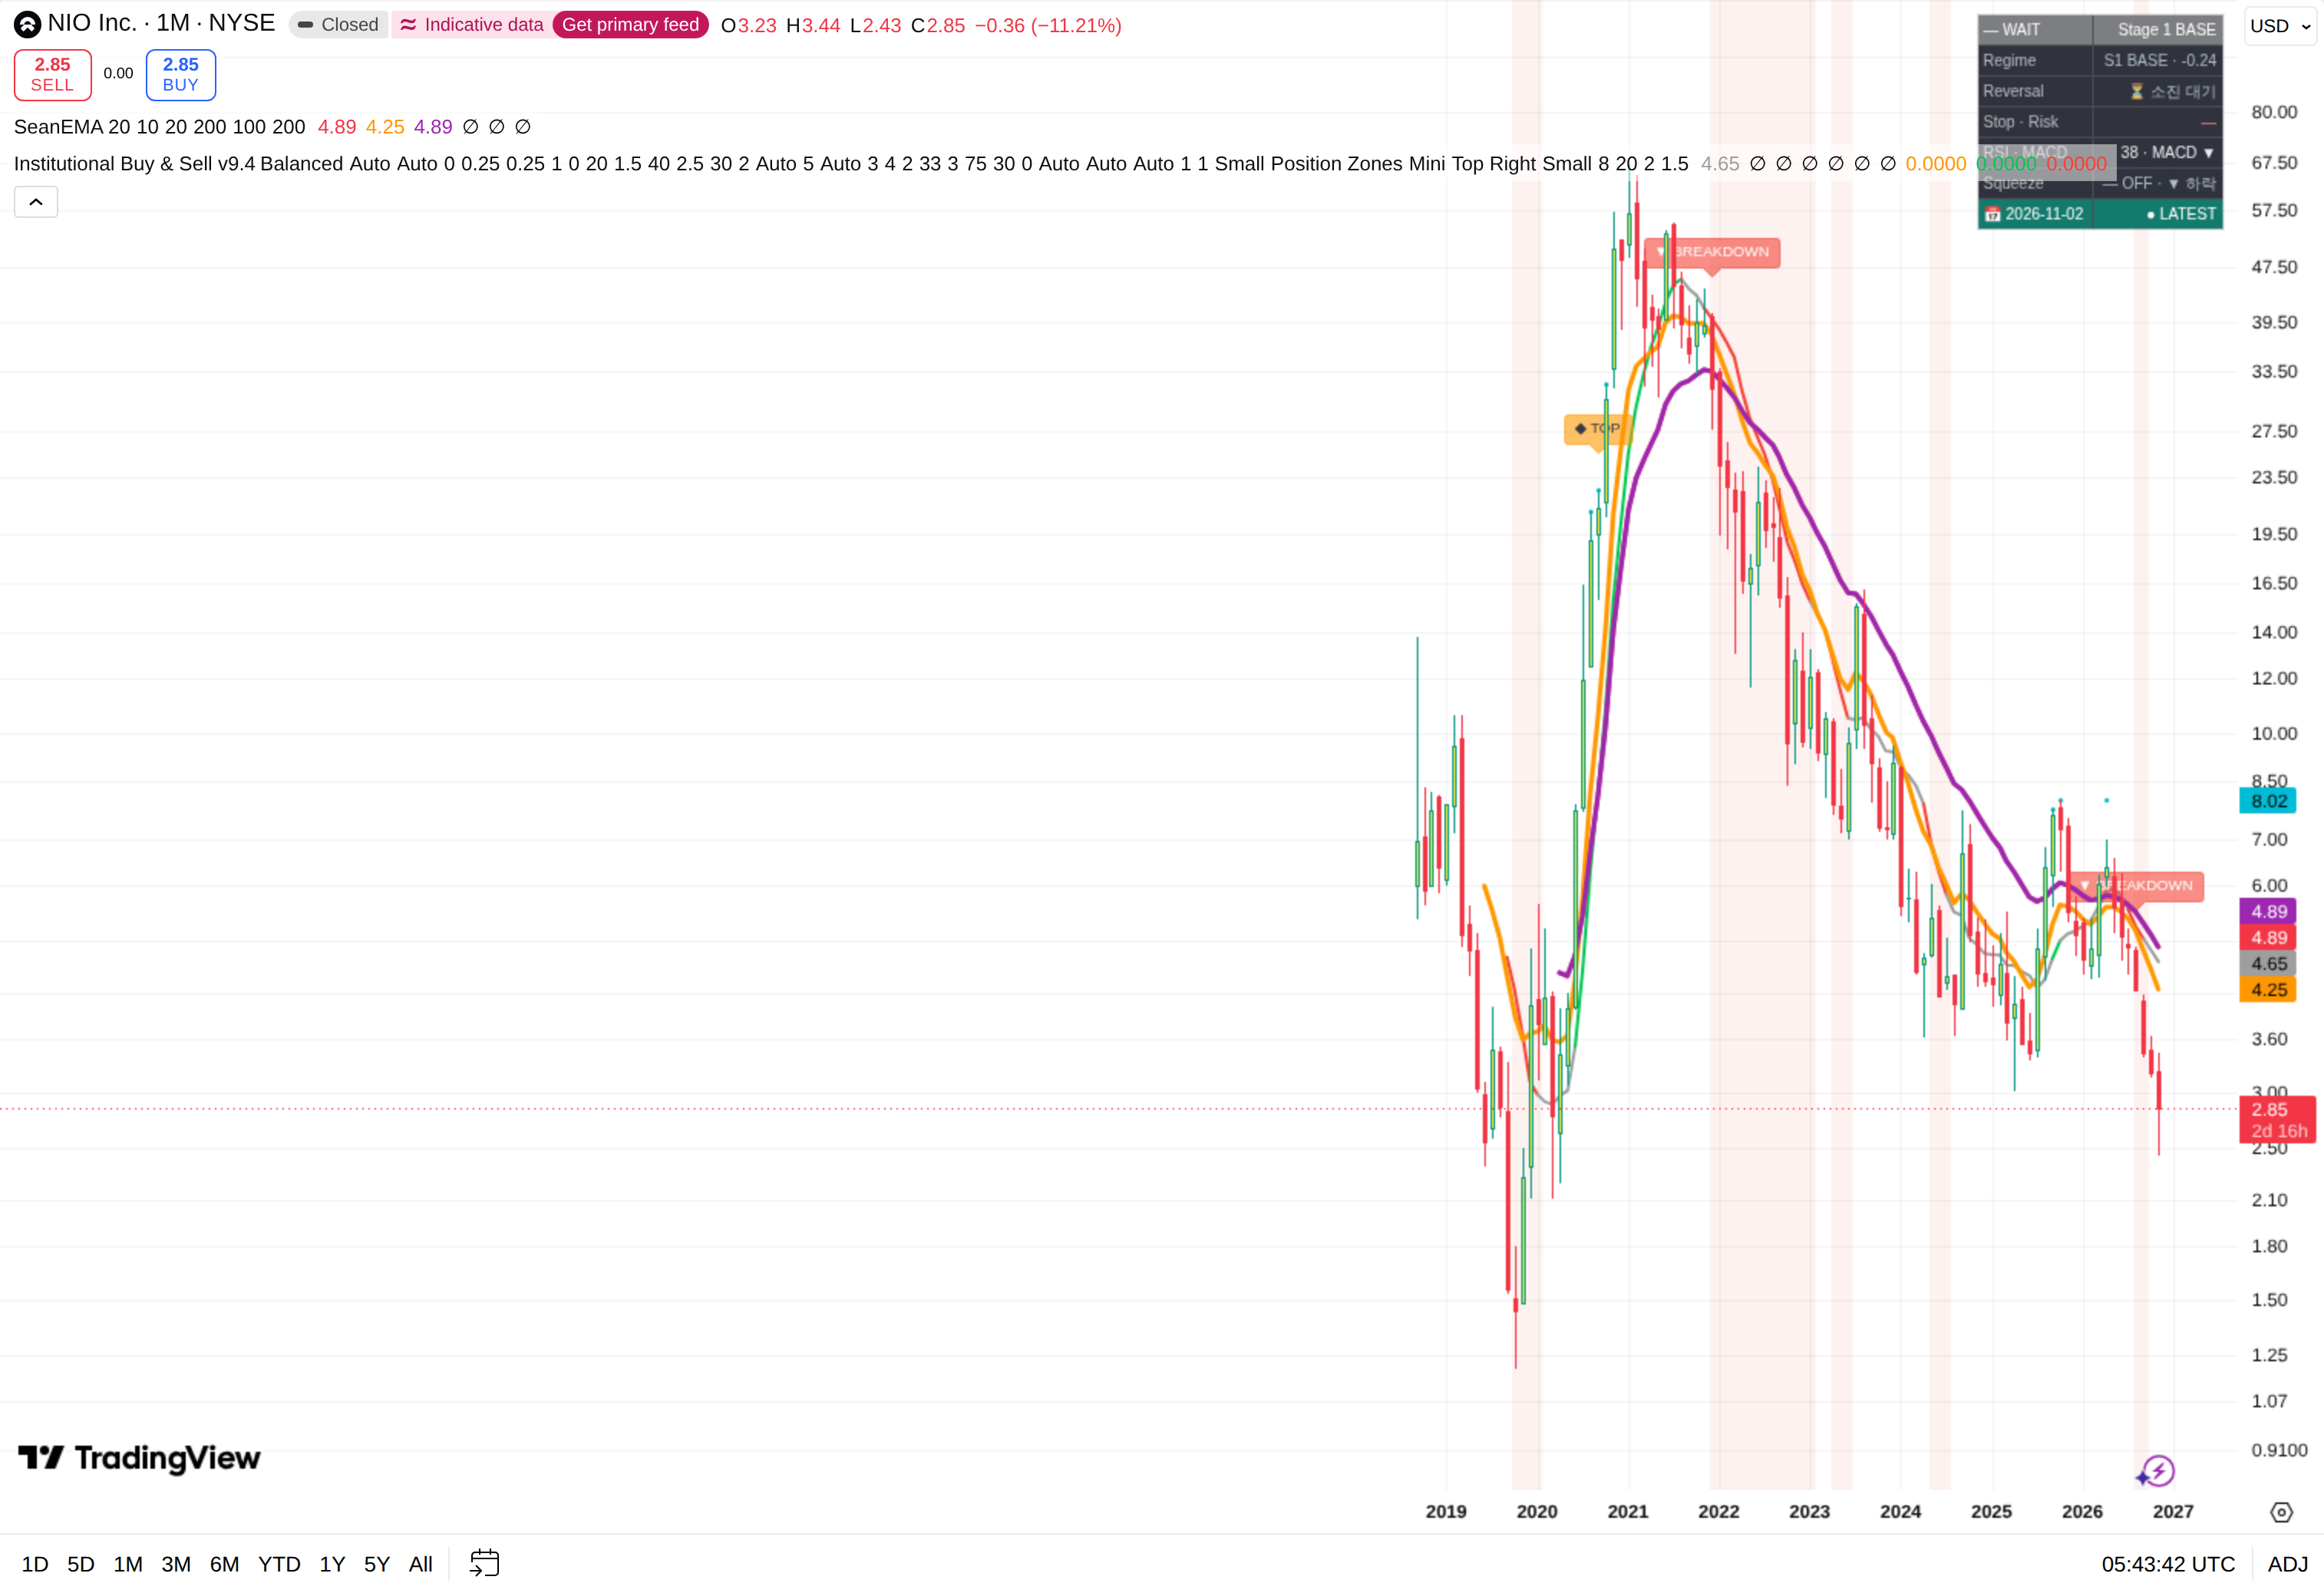 NIO Inc. · 1M · NYSE Closed ≈ Indicative data Get primary feed O3.23 H3.44 L2.43 C2.85 −0.36 (−11.21%)
2.85 SELL 0.00 2.85 BUY
SeanEMA 20 10 20 200 100 200 4.89 4.25 4.89 ∅ ∅ ∅
Institutional Buy & Sell v9.4 Balanced Auto Auto 0 0.25 0.25 1 0 20 1.5 40 2.5 30 2 Auto 5 Auto 3 4 2 33 3 75 30 0 Auto Auto Auto 1 1 Small Position Zones Mini Top Right Small 8 20 2 1.5 4.65 ∅ ∅ ∅ ∅ ∅ ∅ 0.0000 0.0000 0.0000
— WAIT Stage 1 BASE
Regime S1 BASE · -0.24
Reversal ⏳ 소진 대기
Stop · Risk —
RSI · MACD 38 · MACD ▼
Squeeze — OFF · ▼ 하락
📅 2026-11-02 ● LATEST
USD
80.00
67.50
57.50
47.50
39.50
33.50
27.50
23.50
19.50
16.50
14.00
12.00
10.00
8.50
8.02
7.00
6.00
4.89
4.89
4.65
4.25
3.60
3.00
2.85
2d 16h
2.50
2.10
1.80
1.50
1.25
1.07
0.9100
▼ BREAKDOWN
◆ TOP
▼ BREAKDOWN
TradingView
2019 2020 2021 2022 2023 2024 2025 2026 2027
1D 5D 1M 3M 6M YTD 1Y 5Y All 05:43:42 UTC ADJ